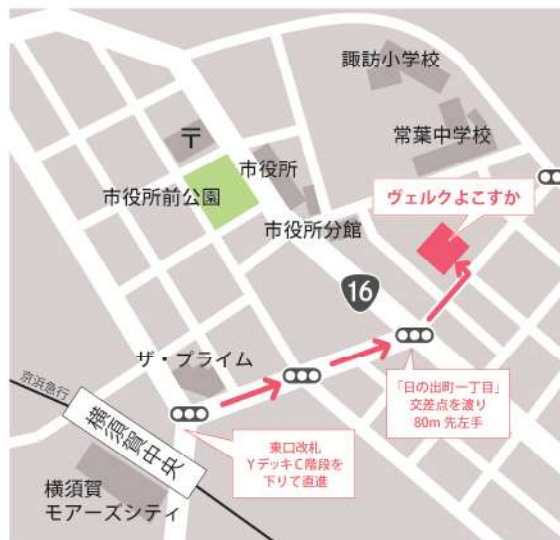 諏訪小学校
常葉中学校
〒
市役所
市役所前公園
ヴェルクよこすか
市役所分館
16
ザ・プライム
「日の出町一丁目」
交差点を渡り
80m 先左手
京浜急行
横須賀中央
東口改札
YデッキC階段を
下りて直進
横須賀
モアーズシティ